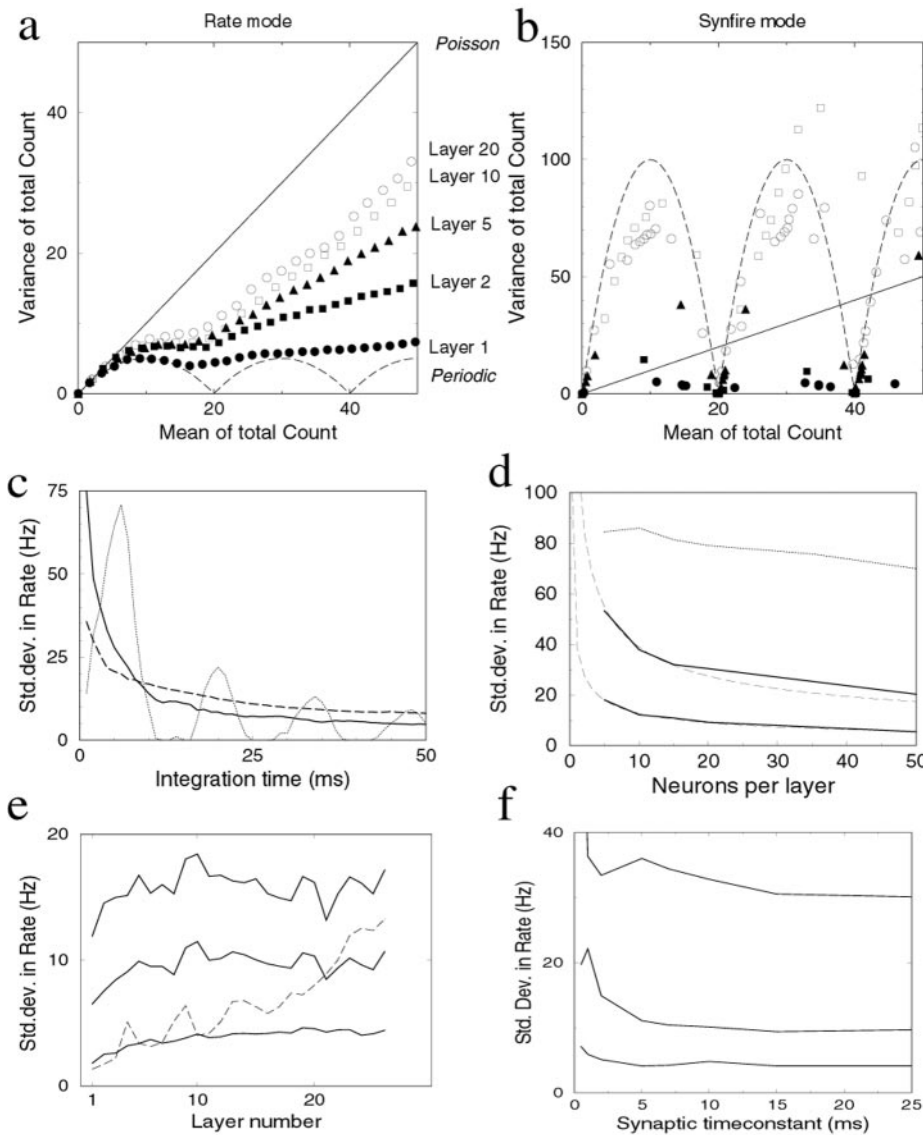 a
Rate mode
Variance of total Count
40
20
0
0
20
40
Mean of total Count
Poisson
Layer 20
Layer 10
Layer 5
Layer 2
Layer 1
Periodic
b
Synfire mode
Variance of total Count
150
100
50
0
0
20
40
Mean of total Count
c
Std.dev. in Rate (Hz)
75
50
25
0
0
25
50
Integration time (ms)
d
Std.dev. in Rate (Hz)
100
80
60
40
20
0
0
10
20
30
40
50
Neurons per layer
e
Std.dev. in Rate (Hz)
20
10
0
1
10
20
Layer number
f
Std. Dev. in Rate (Hz)
40
20
0
0
5
10
15
20
25
Synaptic timeconstant (ms)